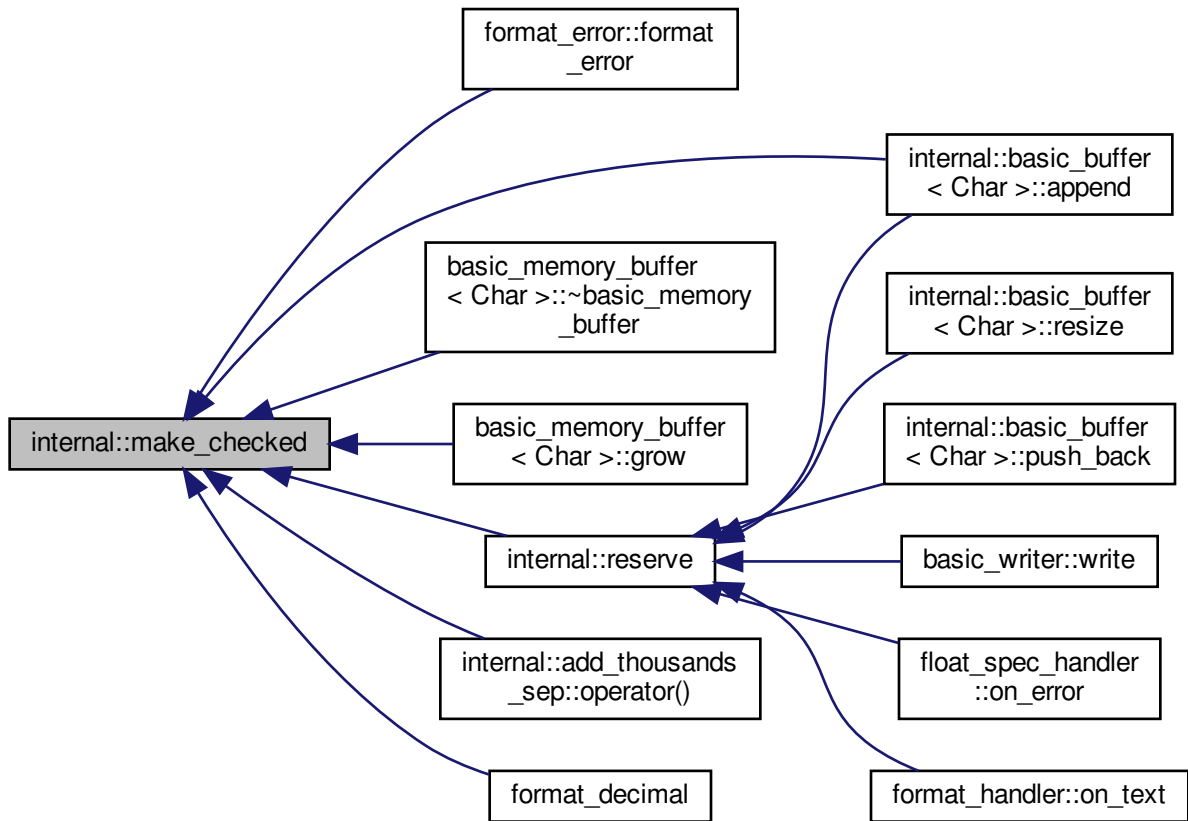 format_error::format
_error
internal::basic_buffer
< Char >::append
basic_memory_buffer
< Char >::~basic_memory
_buffer
internal::basic_buffer
< Char >::resize
internal::make_checked
basic_memory_buffer
< Char >::grow
internal::basic_buffer
< Char >::push_back
internal::reserve
basic_writer::write
internal::add_thousands
_sep::operator()
float_spec_handler
::on_error
format_decimal
format_handler::on_text